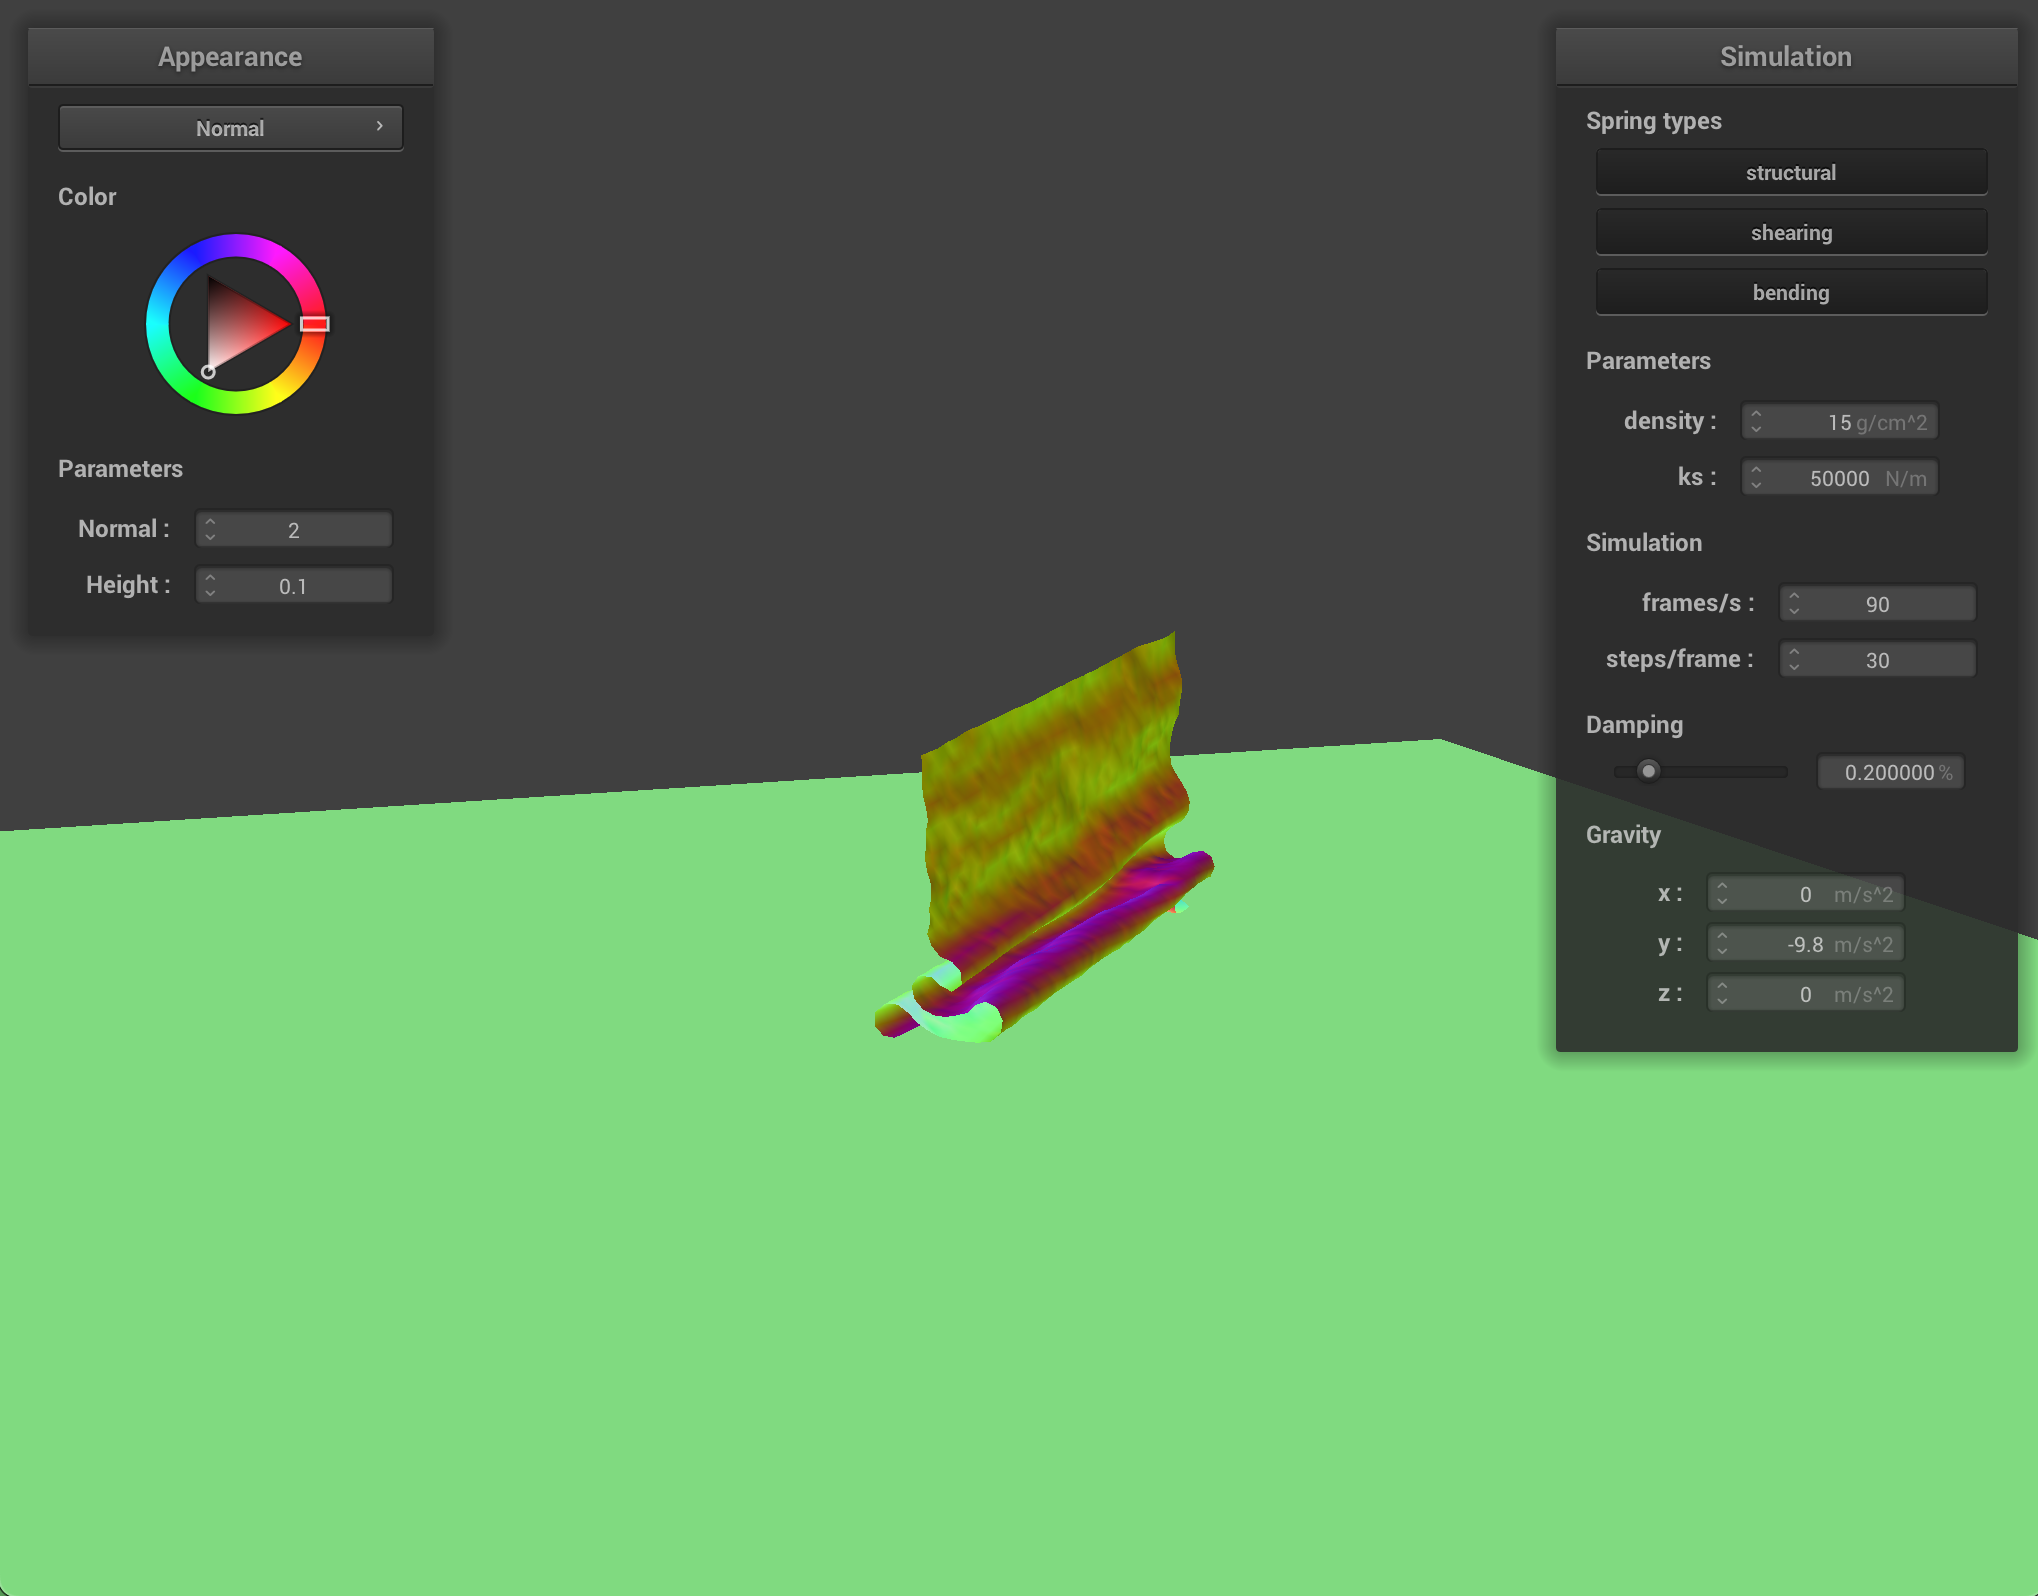 Appearance
Normal
Color
Parameters
Normal : 2
Height : 0.1
Simulation
Spring types
structural
shearing
bending
Parameters
density : 15 g/cm^2
ks : 50000 N/m
Simulation
frames/s : 90
steps/frame : 30
Damping
0.200000 %
Gravity
x : 0 m/s^2
y : -9.8 m/s^2
z : 0 m/s^2